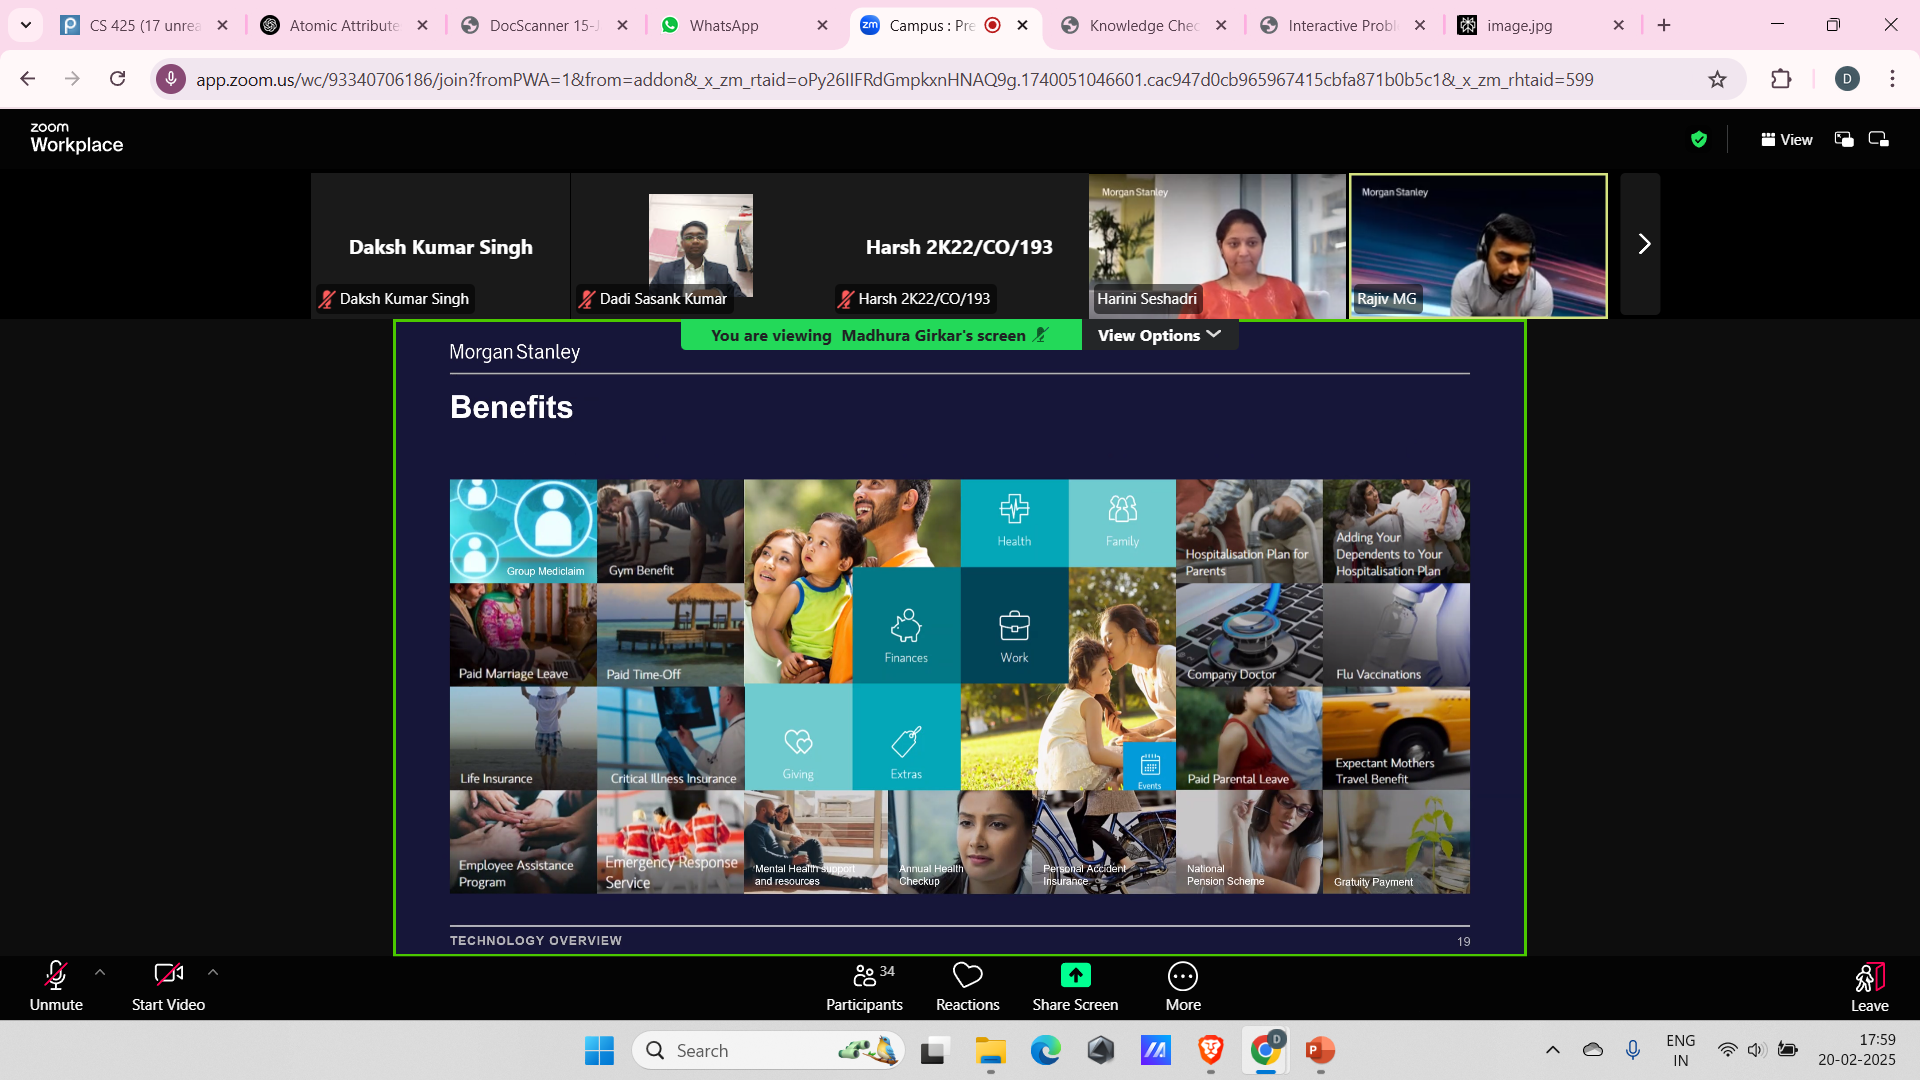 CS 425 (17 unrea
Atomic Attribute
DocScanner 15-J
WhatsApp
Campus : Pre
Knowledge Chec
Interactive Probl
image.jpg
app.zoom.us/wc/93340706186/join?fromPWA=1&from=addon&_x_zm_rtaid=oPy26IIFRdGmpkxnHNAQ9g.1740051046601.cac947d0cb965967415cbfa871b0b5c1&_x_zm_rhtaid=599
D
zoom
Workplace
View
Daksh Kumar Singh
Daksh Kumar Singh
Dadi Sasank Kumar
Harsh 2K22/CO/193
Harsh 2K22/CO/193
Morgan Stanley
Harini Seshadri
Morgan Stanley
Rajiv MG
You are viewing Madhura Girkar's screen
View Options
Morgan Stanley
Benefits
Group Mediclaim
Gym Benefit
Health
Family
Hospitalisation Plan for
Parents
Adding Your
Dependents to Your
Hospitalisation Plan
Paid Marriage Leave
Paid Time-Off
Finances
Work
Company Doctor
Flu Vaccinations
Life Insurance
Critical Illness Insurance
Giving
Extras
Events
Paid Parental Leave
Expectant Mothers
Travel Benefit
Employee Assistance
Program
Emergency Response
Service
Mental Health support
and resources
Annual Health
Checkup
Personal Accident
Insurance
National
Pension Scheme
Gratuity Payment
TECHNOLOGY OVERVIEW
19
Unmute
Start Video
34
Participants
Reactions
Share Screen
More
Leave
Search
ENG
IN
17:59
20-02-2025